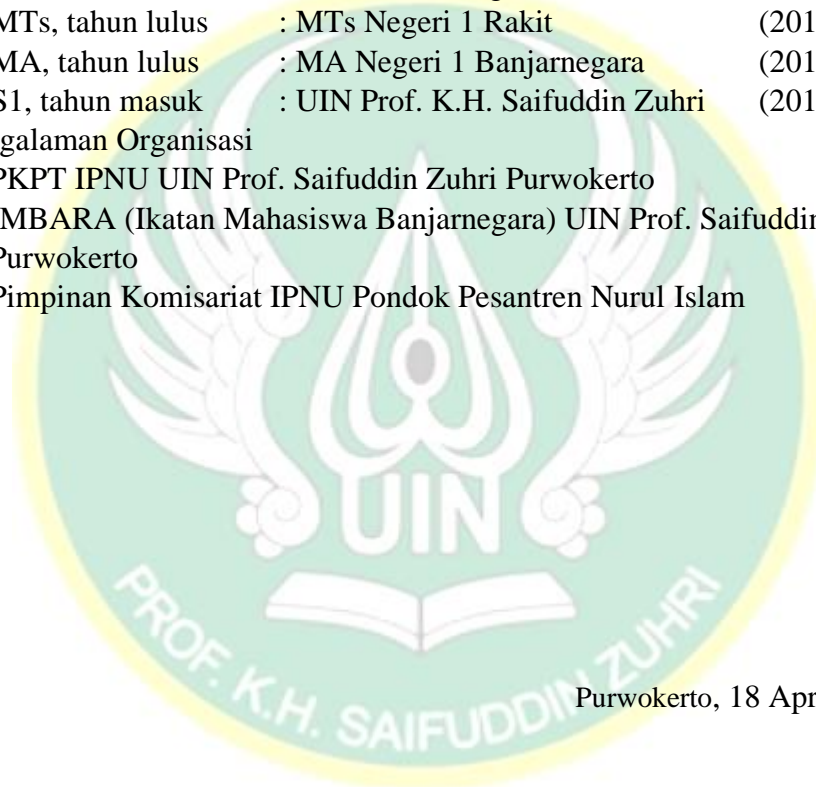 MTs, tahun lulus : MTs Negeri 1 Rakit (201
MA, tahun lulus : MA Negeri 1 Banjarnegara (201
S1, tahun masuk : UIN Prof. K.H. Saifuddin Zuhri (201
galaman Organisasi
PKPT IPNU UIN Prof. Saifuddin Zuhri Purwokerto
MBARA (Ikatan Mahasiswa Banjarnegara) UIN Prof. Saifuddin
Purwokerto
Pimpinan Komisariat IPNU Pondok Pesantren Nurul Islam
UIN
PROF. K.H. SAIFUDDIN ZUHRI
Purwokerto, 18 Apr